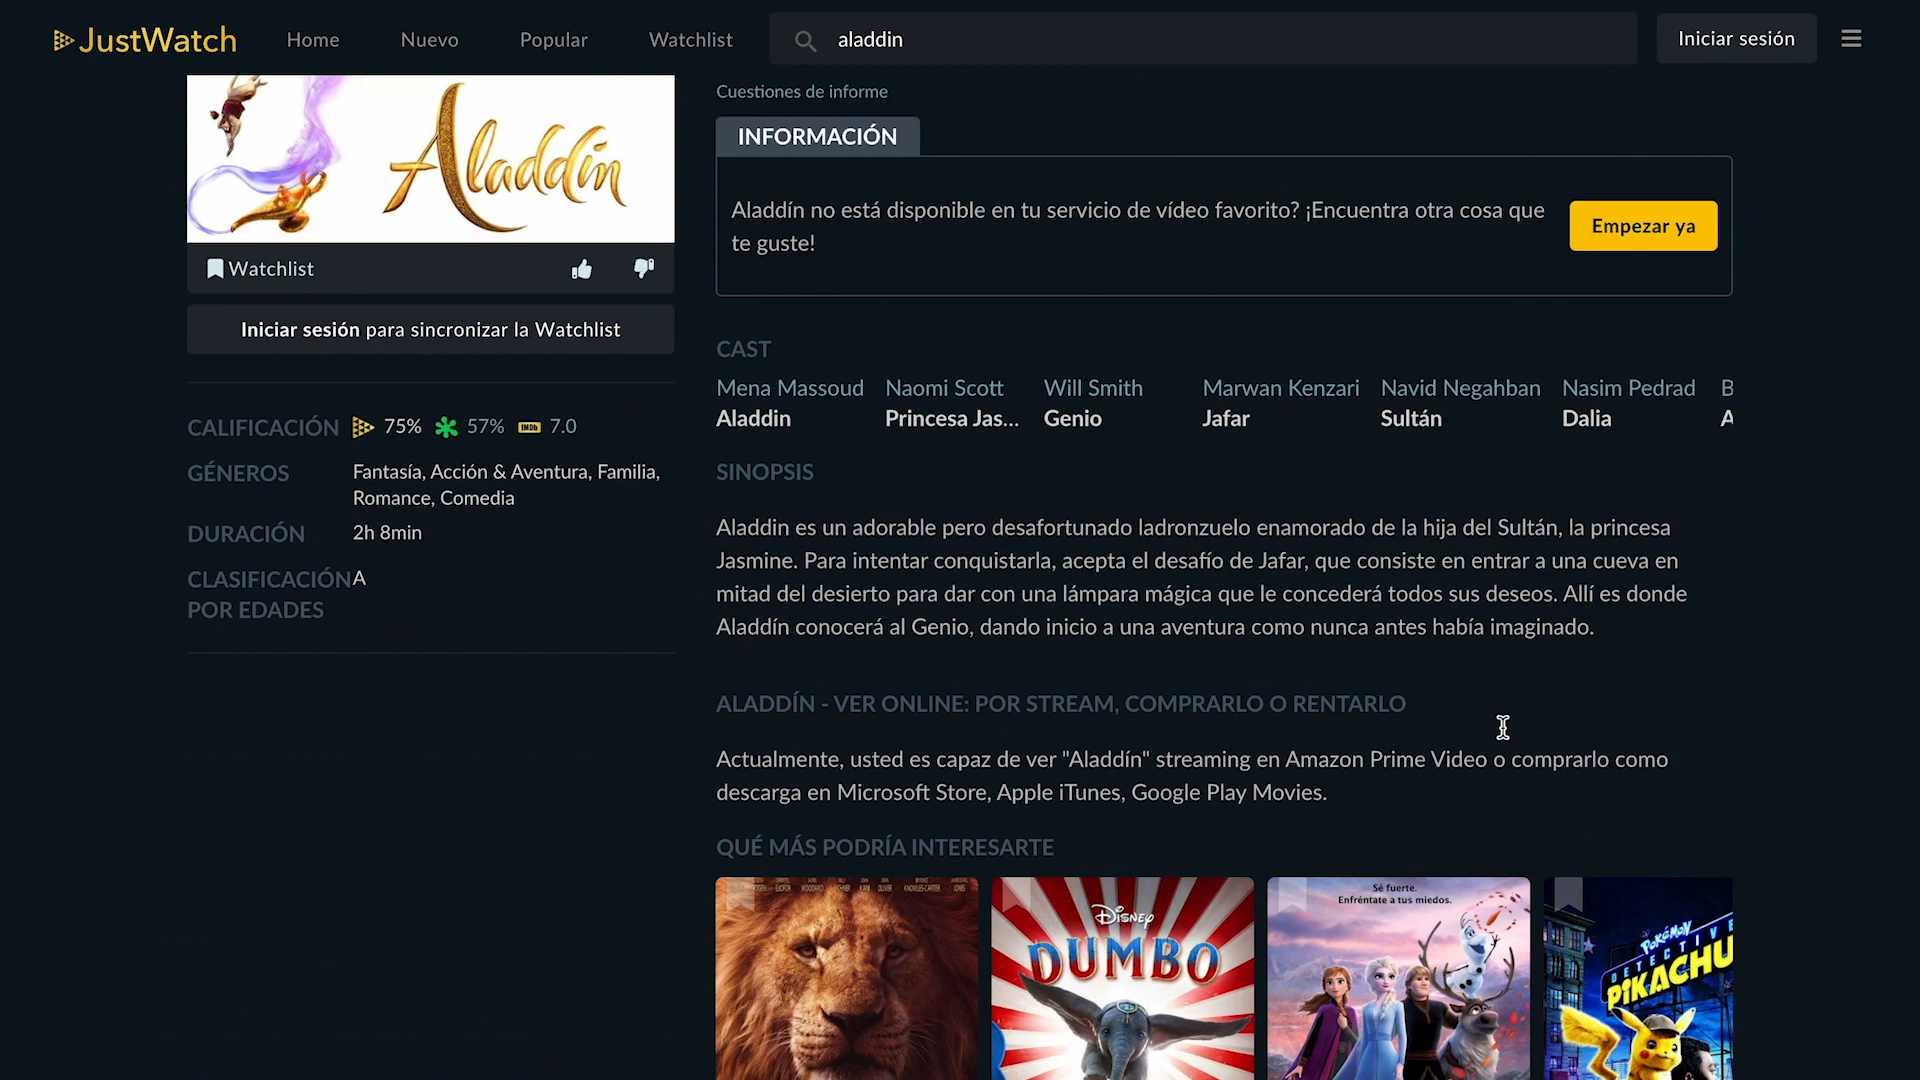 JustWatch
Home
Nuevo
Popular
Watchlist
aladdin
Iniciar sesión
Aladdin
Watchlist
Iniciar sesión para sincronizar la Watchlist
CALIFICACIÓN 75% 57% IMDb 7.0
GÉNEROS Fantasía, Acción & Aventura, Familia,
Romance, Comedia
DURACIÓN 2h 8min
CLASIFICACIÓN A
POR EDADES
Cuestiones de informe
INFORMACIÓN
Aladdín no está disponible en tu servicio de vídeo favorito? ¡Encuentra otra cosa que
te guste!
Empezar ya
CAST
Mena Massoud Naomi Scott Will Smith Marwan Kenzari Navid Negahban Nasim Pedrad B
Aladdin Princesa Jas... Genio Jafar Sultán Dalia A
SINOPSIS
Aladdin es un adorable pero desafortunado ladronzuelo enamorado de la hija del Sultán, la princesa
Jasmine. Para intentar conquistarla, acepta el desafío de Jafar, que consiste en entrar a una cueva en
mitad del desierto para dar con una lámpara mágica que le concederá todos sus deseos. Allí es donde
Aladdín conocerá al Genio, dando inicio a una aventura como nunca antes había imaginado.
ALADDÍN - VER ONLINE: POR STREAM, COMPRARLO O RENTARLO
Actualmente, usted es capaz de ver "Aladdín" streaming en Amazon Prime Video o comprarlo como
descarga en Microsoft Store, Apple iTunes, Google Play Movies.
QUÉ MÁS PODRÍA INTERESARTE
Disney
DUMBO
Sé fuerte.
Enfréntate a tus miedos.
POKÉMON
DETECTIVE
PIKACHU